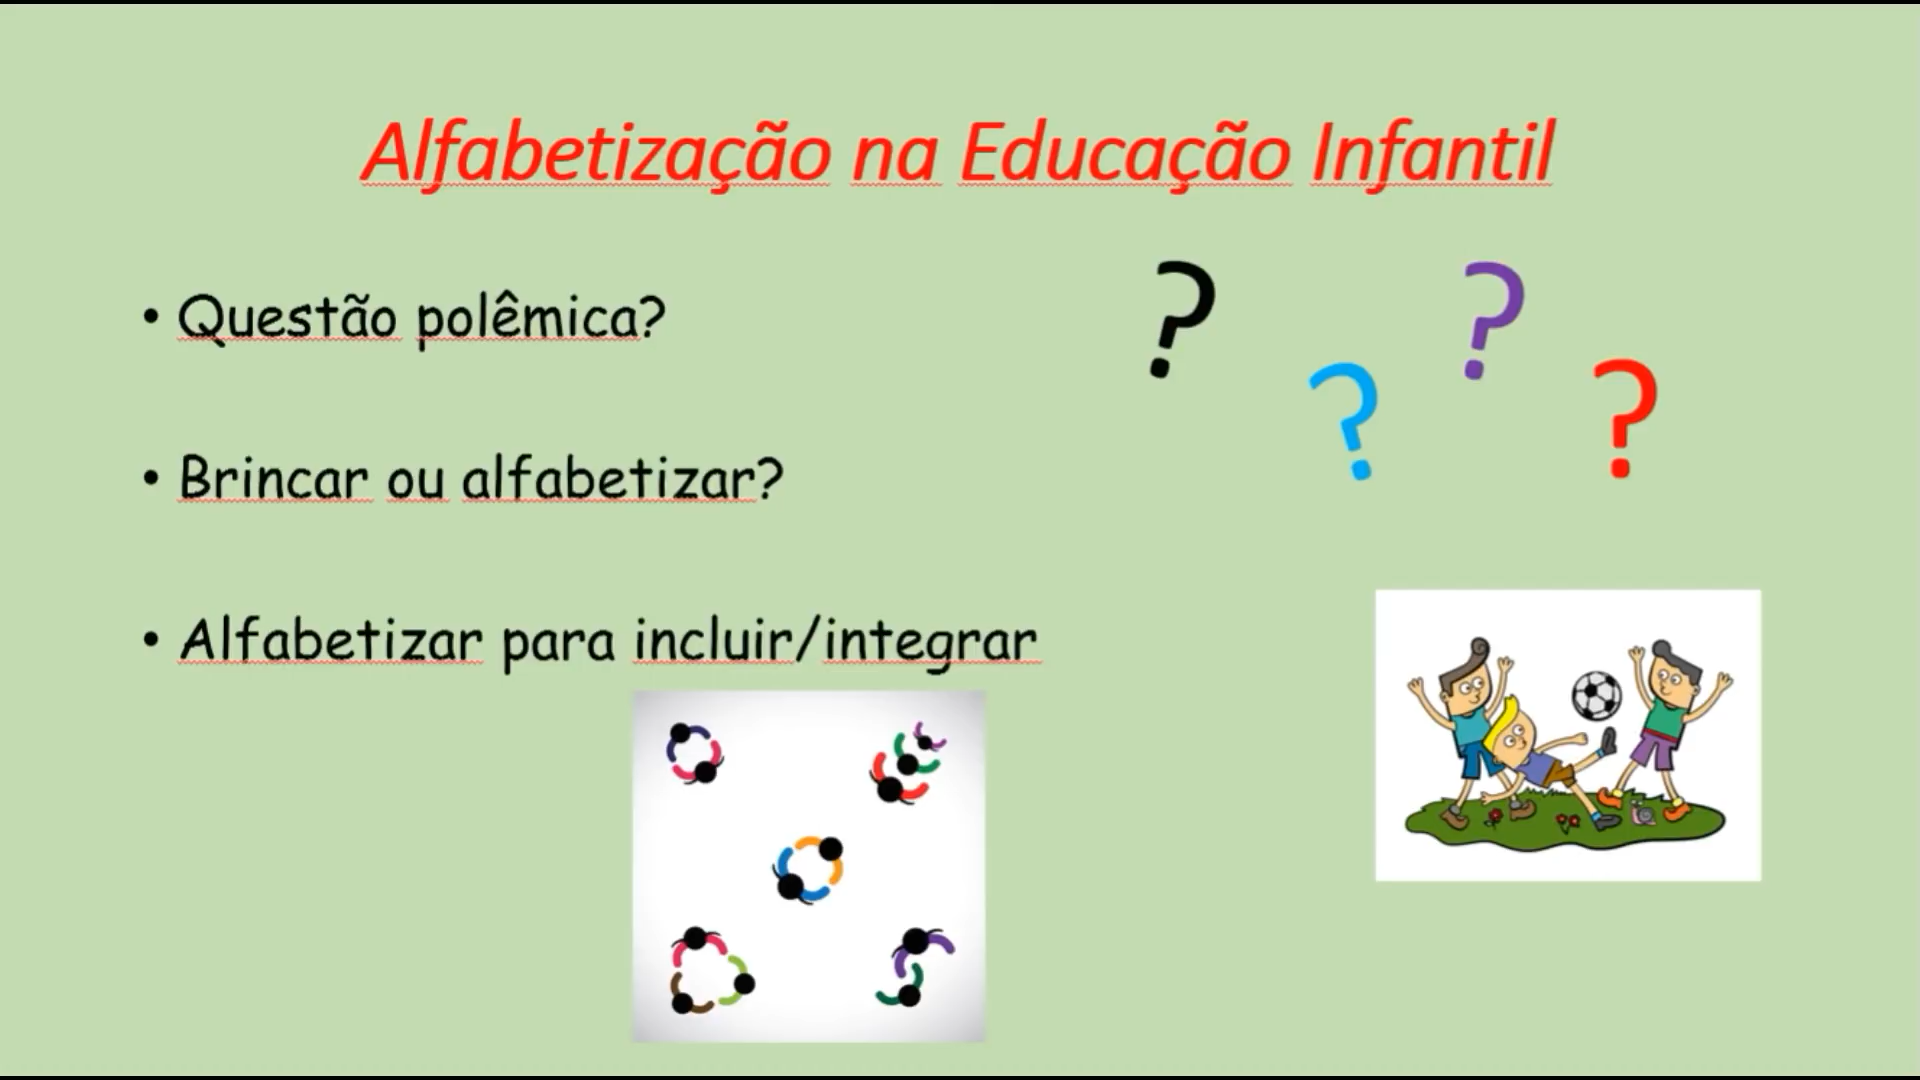 Alfabetização na Educação Infantil
• Questão polêmica?
? ? ? ?
• Brincar ou alfabetizar?
• Alfabetizar para incluir/integrar